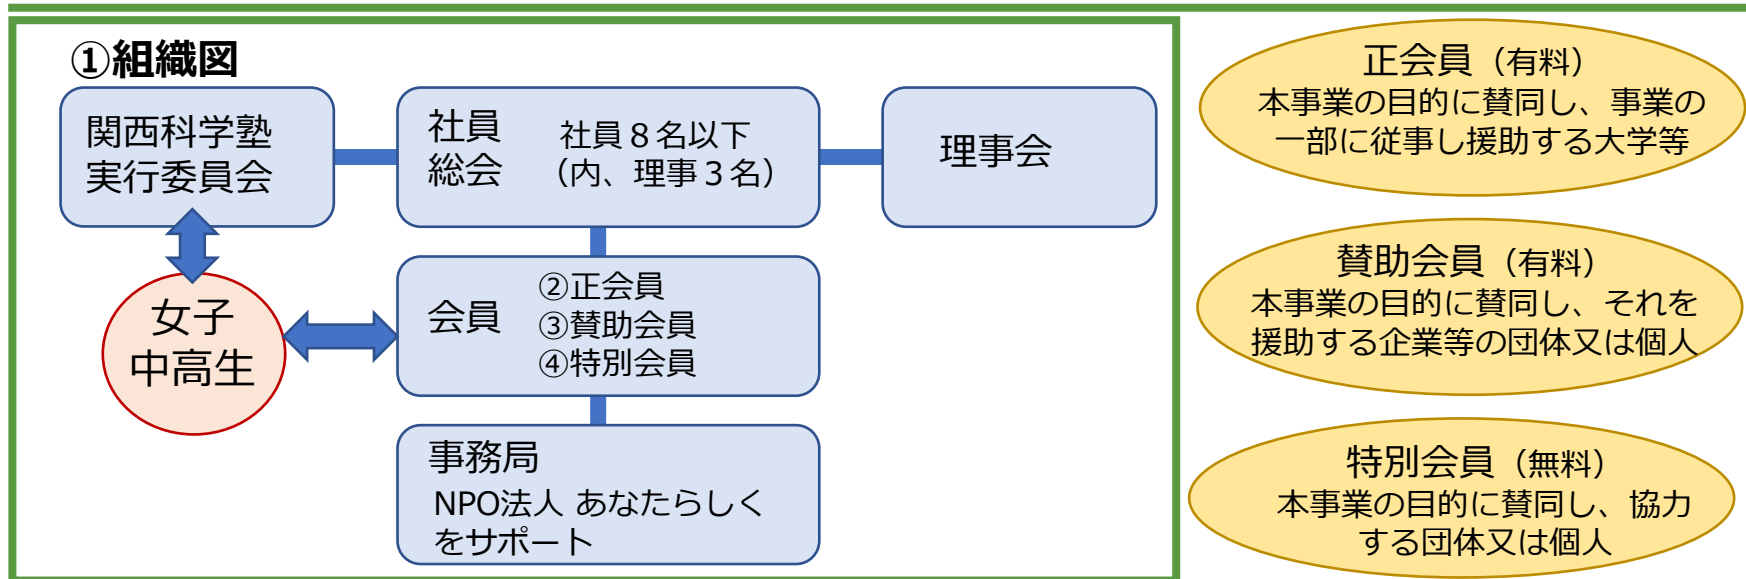 ①組織図
関西科学塾
実行委員会
社員
総会
社員８名以下
（内、理事３名）
理事会
女子
中高生
会員
②正会員
③賛助会員
④特別会員
事務局
NPO法人 あなたらしく
をサポート
正会員（有料）
本事業の目的に賛同し、事業の
一部に従事し援助する大学等
賛助会員（有料）
本事業の目的に賛同し、それを
援助する企業等の団体又は個人
特別会員（無料）
本事業の目的に賛同し、協力
する団体又は個人